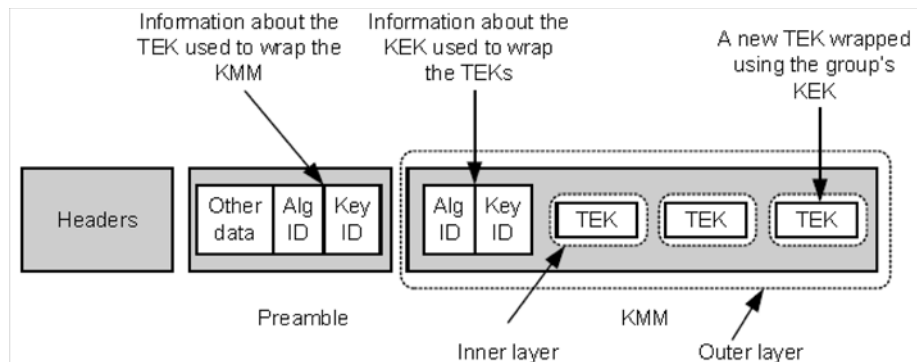 Information about the
TEK used to wrap the
KMM
Information about the
KEK used to wrap
the TEKs
A new TEK wrapped
using the group's
KEK
Headers
Other
data
Alg
ID
Key
ID
Alg
ID
Key
ID
TEK
TEK
TEK
Preamble
KMM
Inner layer
Outer layer